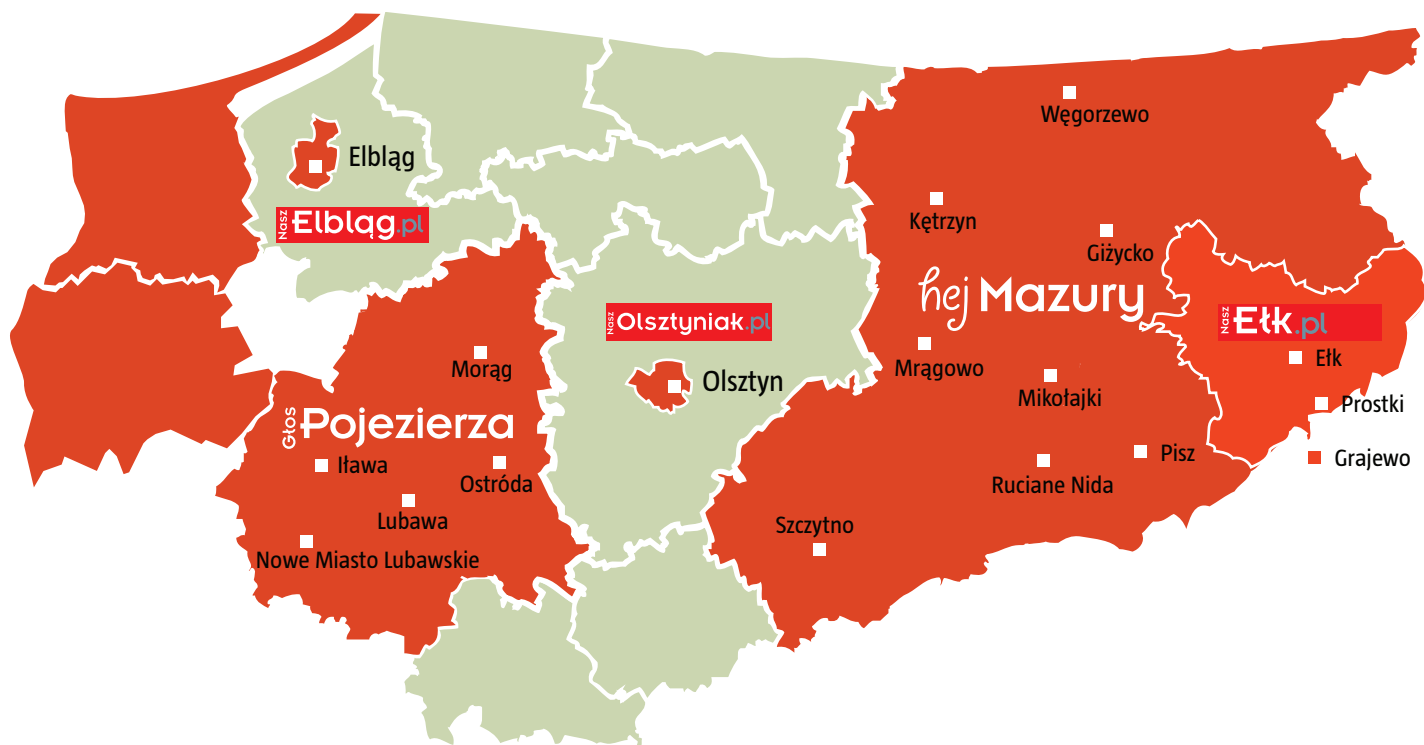 Węgorzewo
Elbląg
Kętrzyn
Nasz Elbląg.pl
Giżycko
hej Mazury
Nasz Olsztyniak.pl
Nasz Ełk.pl
Mrągowo
Ełk
Morąg
Olsztyn
Mikołajki
Prostki
Głos Pojezierza
Pisz
Grajewo
Iława
Ostróda
Ruciane Nida
Lubawa
Szczytno
Nowe Miasto Lubawskie